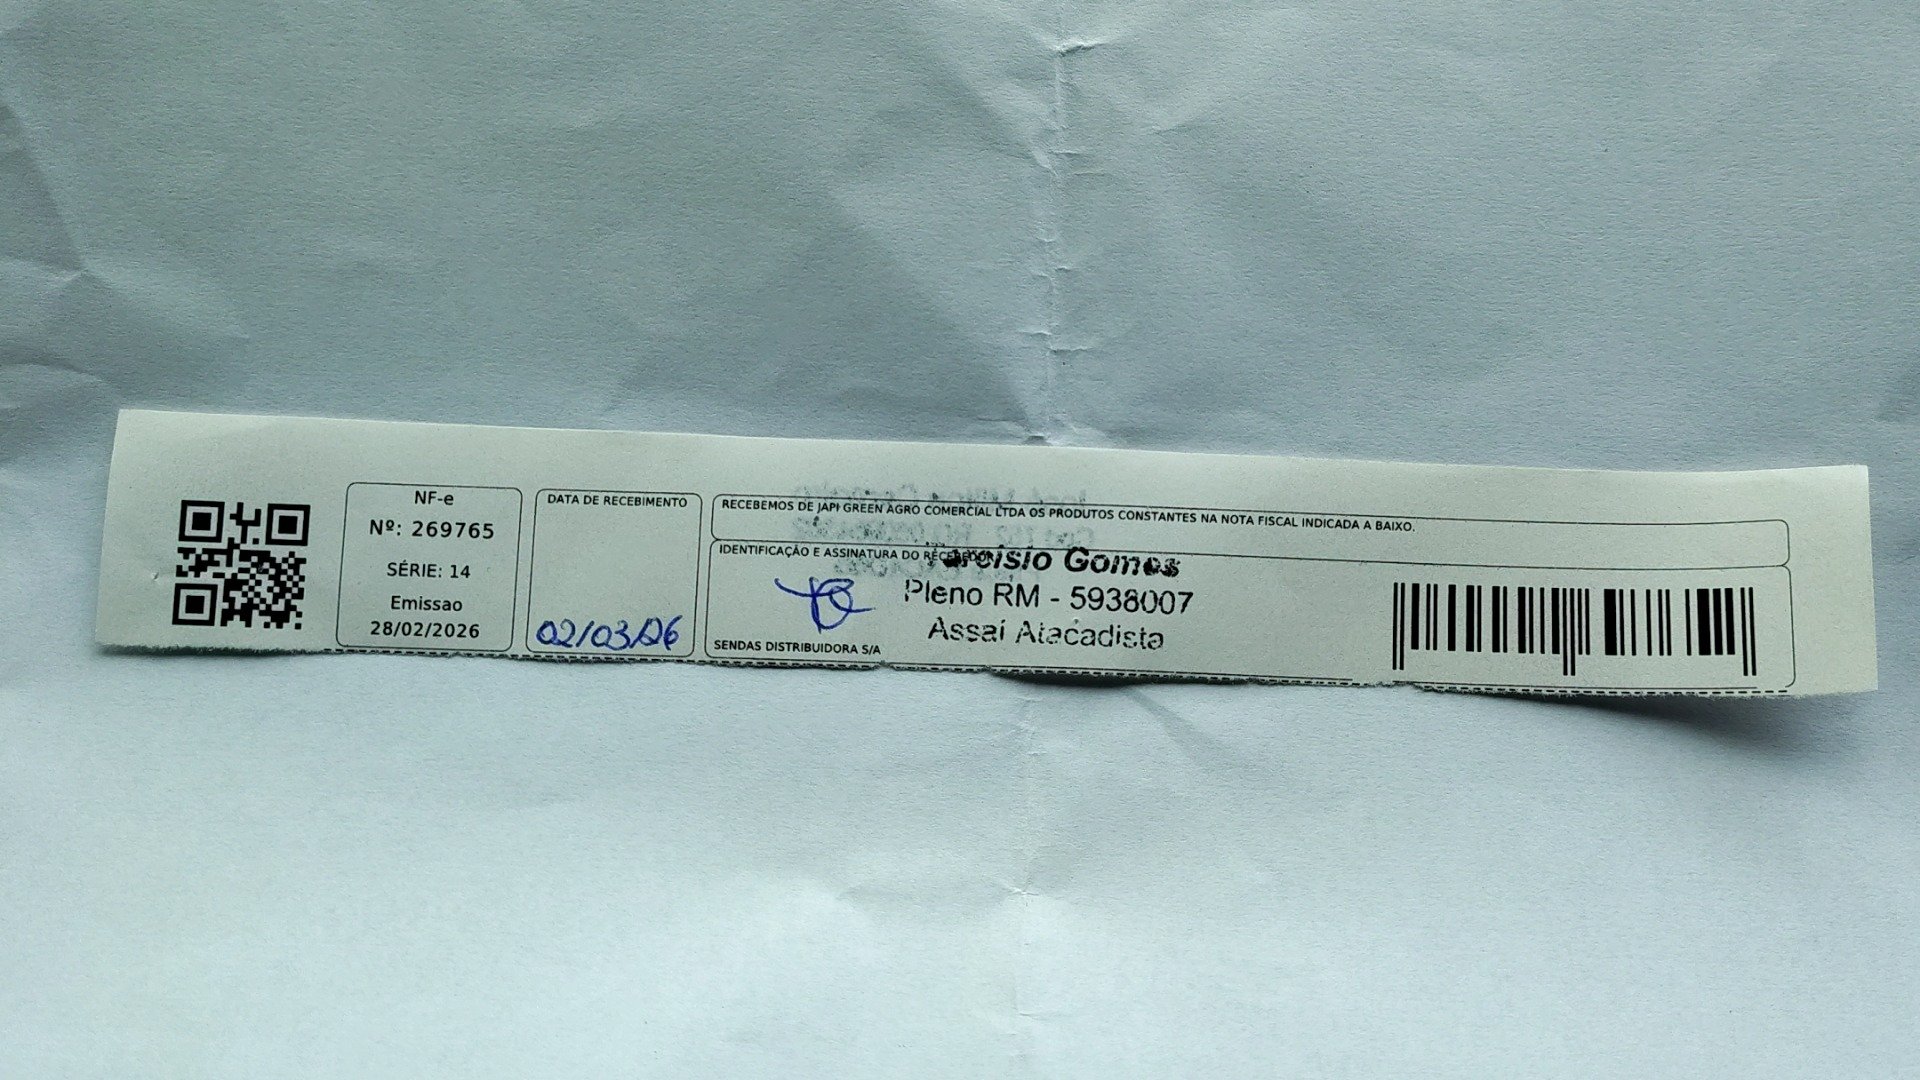 NF-e
Nº: 269765
SÉRIE: 14
Emissao
28/02/2026
DATA DE RECEBIMENTO
02/03/26
RECEBEMOS DE JAPI GREEN AGRO COMERCIAL LTDA OS PRODUTOS CONSTANTES NA NOTA FISCAL INDICADA A BAIXO.
IDENTIFICAÇÃO E ASSINATURA DO RECEBEDOR
Tarcísio Gomes
Pleno RM - 5938007
Assaí Atacadista
SENDAS DISTRIBUIDORA S/A